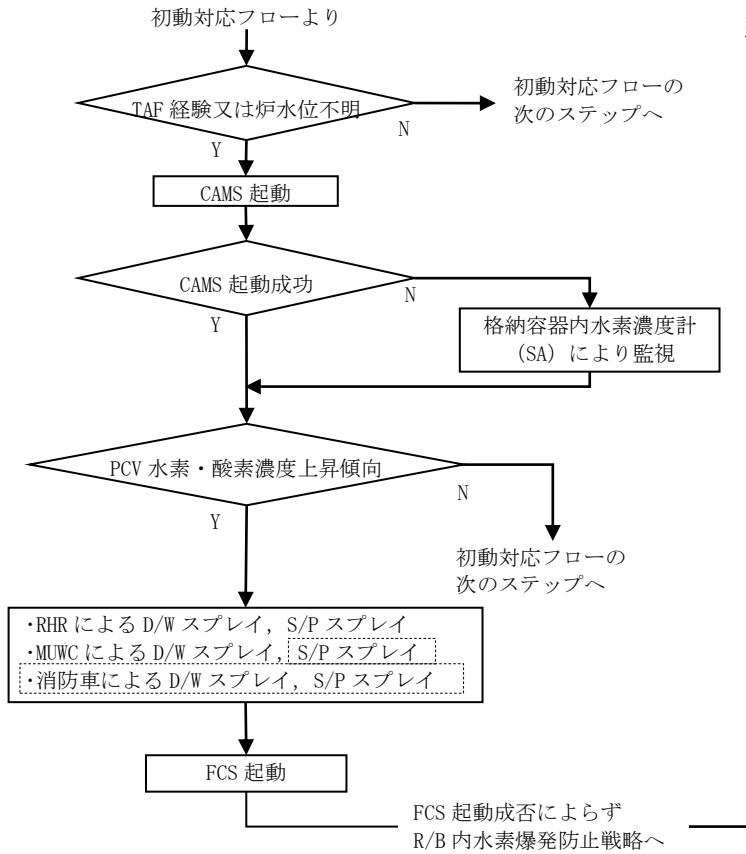 初動対応フローより
TAF 経験又は炉水位不明
N
初動対応フローの
次のステップへ
Y
CAMS 起動
CAMS 起動成功
N
Y
格納容器内水素濃度計
(SA) により監視
PCV 水素・酸素濃度上昇傾向
N
Y
初動対応フローの
次のステップへ
・RHR による D/W スプレイ, S/P スプレイ
・MUWC による D/W スプレイ, S/P スプレイ
・消防車による D/W スプレイ, S/P スプレイ
FCS 起動
FCS 起動成否によらず
R/B 内水素爆発防止戦略へ